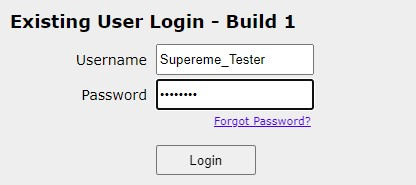 Existing User Login - Build 1
Username Supereme_Tester
Password ••••••••
Forgot Password?
Login